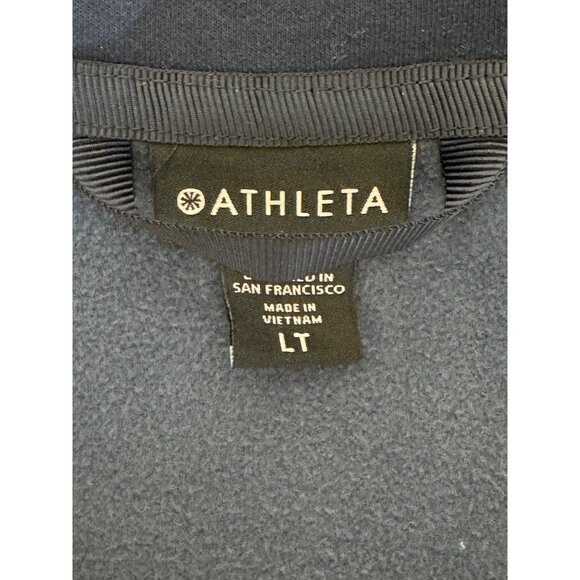 ATHLETA
IN
SAN FRANCISCO
MADE IN
VIETNAM
LT